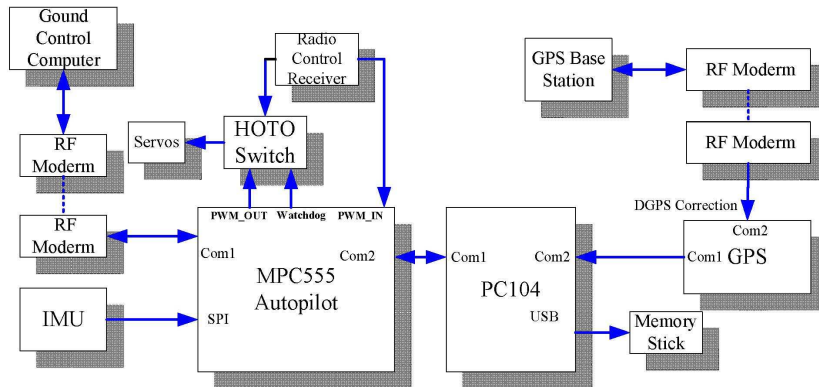 Gound
Control
Computer
Radio
Control
Receiver
GPS Base
Station
RF Moderm
RF
Moderm
Servos
HOTO
Switch
RF Moderm
RF
Moderm
DGPS Correction
PWM_OUT
Watchdog
PWM_IN
Com1
Com2
MPC555
Autopilot
SPI
Com1
Com2
PC104
USB
Com2
Com1
GPS
IMU
Memory
Stick